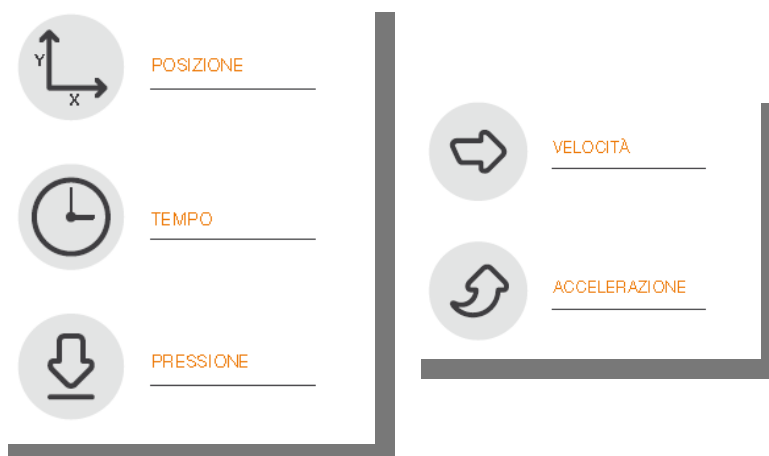 Y
X
POSIZIONE
TEMPO
PRESSIONE
VELOCITÀ
ACCELERAZIONE